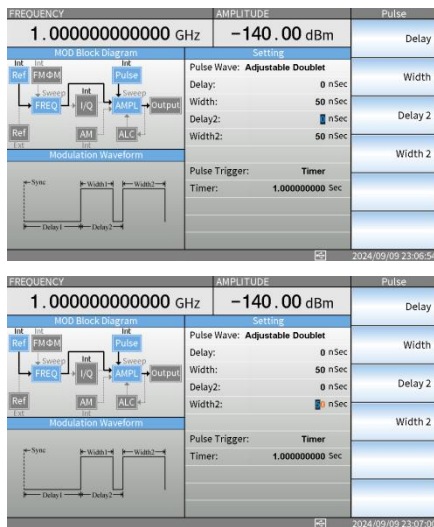 FREQUENCY AMPLITUDE Pulse
1.000000000000 GHz -140.00 dBm
Delay
MOD Block Diagram Setting
Int Int Int
Ref FMΦM Pulse
Pulse Wave: Adjustable Doublet
Delay: 0 nSec
Width
Sweep Int Sweep
FREQ I/Q AMPL Output
Width: 50 nSec
Delay2: 0 nSec
Delay 2
Ref AM ALC
Ext
Width2: 50 nSec
Width 2
Modulation Waveform
Pulse Trigger: Timer
Sync Width1 Width2
Timer: 1.000000000 Sec
Delay1 Delay2
2024/09/09 23:06:54
FREQUENCY AMPLITUDE Pulse
1.000000000000 GHz -140.00 dBm
Delay
MOD Block Diagram Setting
Int Int Int
Ref FMΦM Pulse
Pulse Wave: Adjustable Doublet
Delay: 0 nSec
Width
Sweep Int Sweep
FREQ I/Q AMPL Output
Width: 50 nSec
Delay2: 0 nSec
Delay 2
Ref AM ALC
Ext
Width2: 50 nSec
Width 2
Modulation Waveform
Pulse Trigger: Timer
Sync Width1 Width2
Timer: 1.000000000 Sec
Delay1 Delay2
2024/09/09